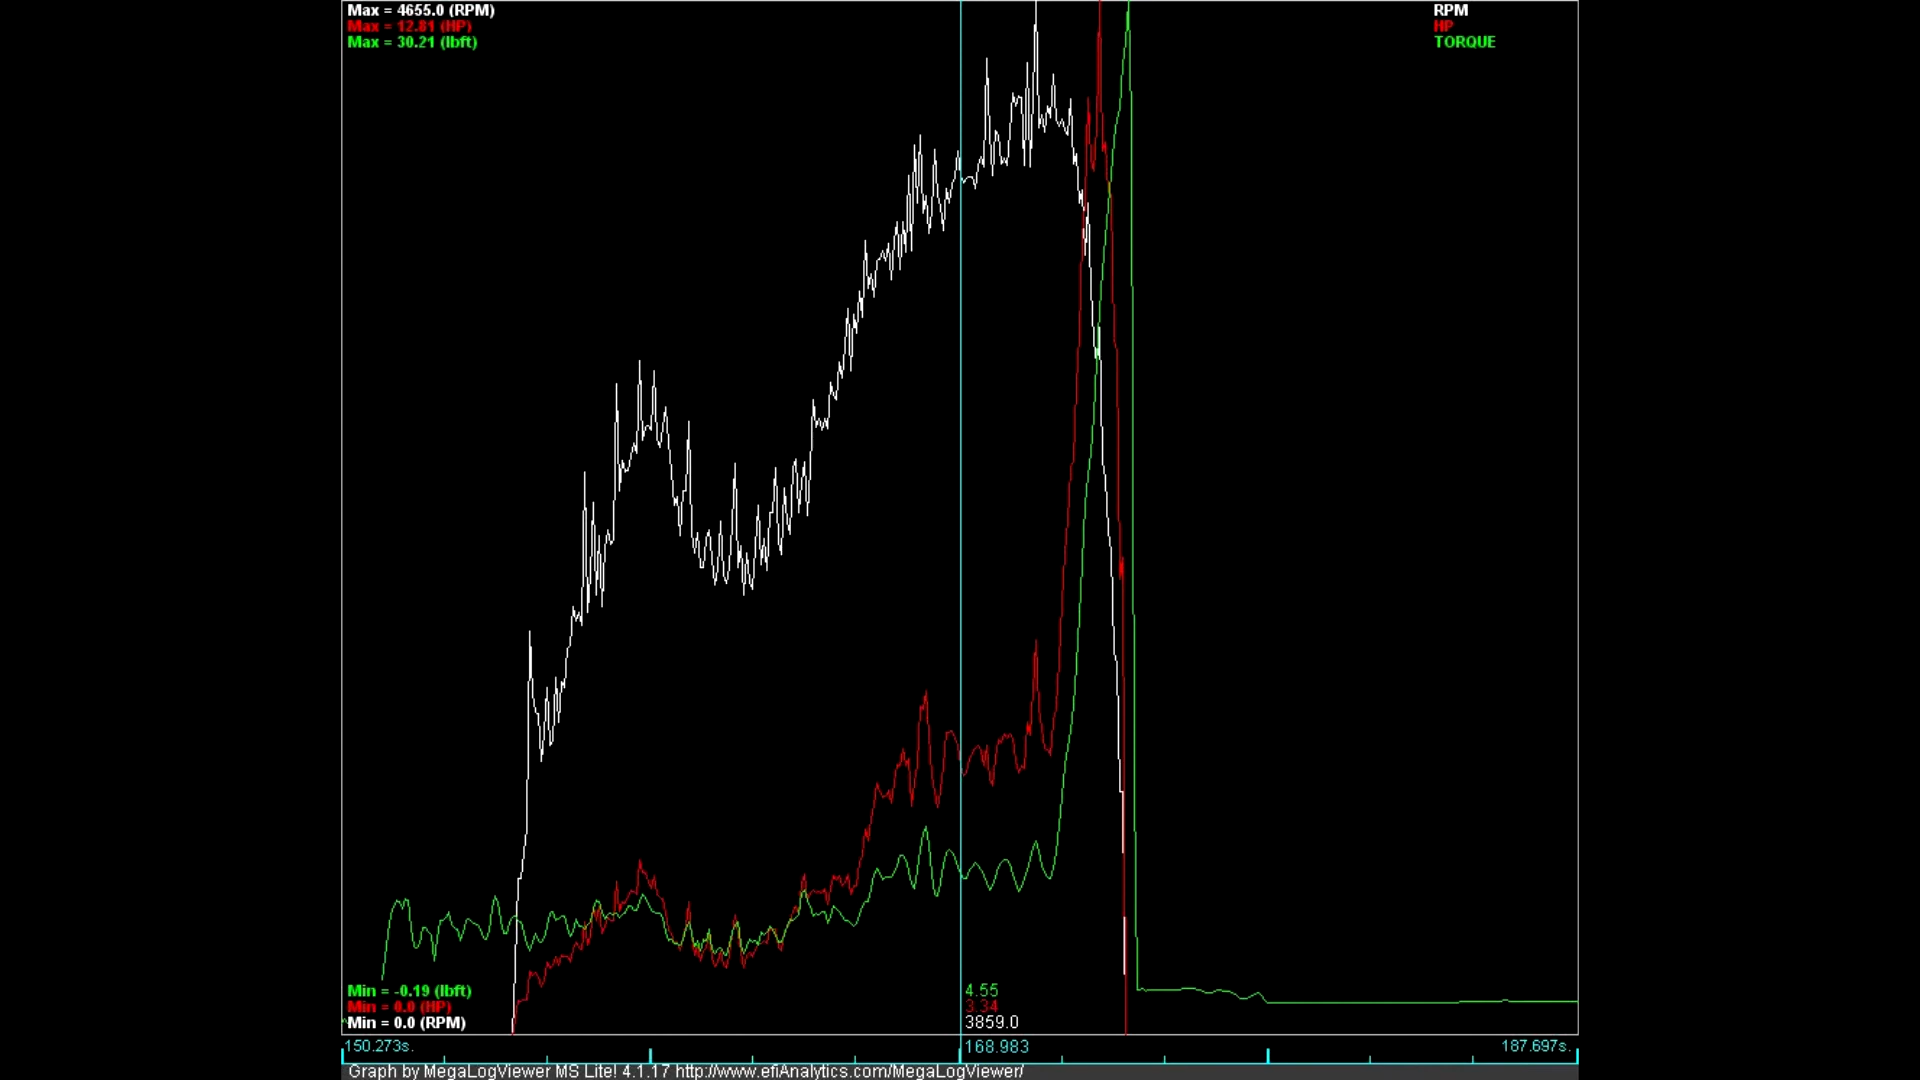 Max = 4655.0 (RPM)
Max = 12.81 (HP)
Max = 30.21 (lbft)
RPM
HP
TORQUE
Min = -0.19 (lbft)
Min = 0.0 (HP)
Min = 0.0 (RPM)
4.55
3.34
3859.0
150.273s.
168.983
187.697s.
Graph by MegaLogViewer MS Lite! 4.1.17 http://www.efiAnalytics.com/MegaLogViewer/